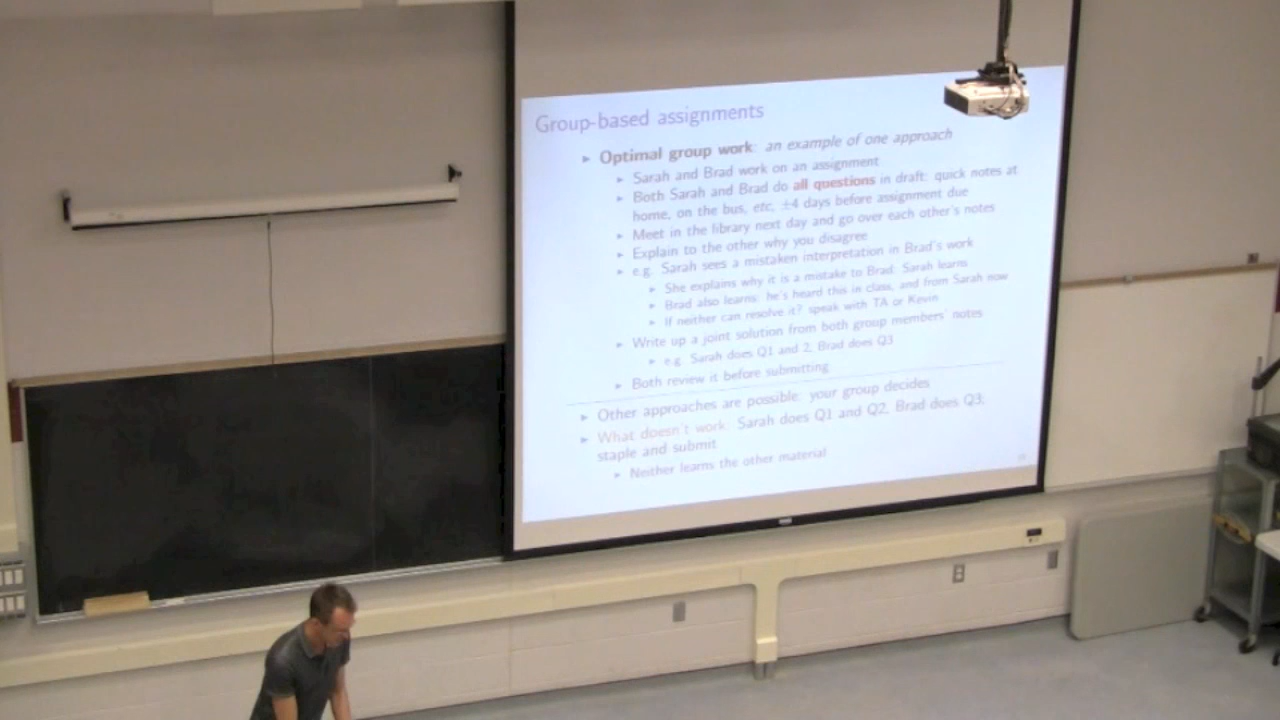 Group-based assignments
▸ Optimal group work: an example of one approach
▸ Sarah and Brad work on an assignment
▸ Both Sarah and Brad do all questions in draft: quick notes at
home, on the bus, etc, ±4 days before assignment due
▸ Meet in the library next day and go over each other's notes
▸ Explain to the other why you disagree
▸ e.g. Sarah sees a mistaken interpretation in Brad's work
▸ She explains why it is a mistake to Brad: Sarah learns
▸ Brad also learns: he's heard this in class, and from Sarah now
▸ If neither can resolve it? speak with TA or Kevin
▸ Write up a joint solution from both group members' notes
▸ e.g. Sarah does Q1 and 2, Brad does Q3
▸ Both review it before submitting
▸ Other approaches are possible: your group decides
▸ What doesn't work: Sarah does Q1 and Q2, Brad does Q3;
staple and submit
▸ Neither learns the other material